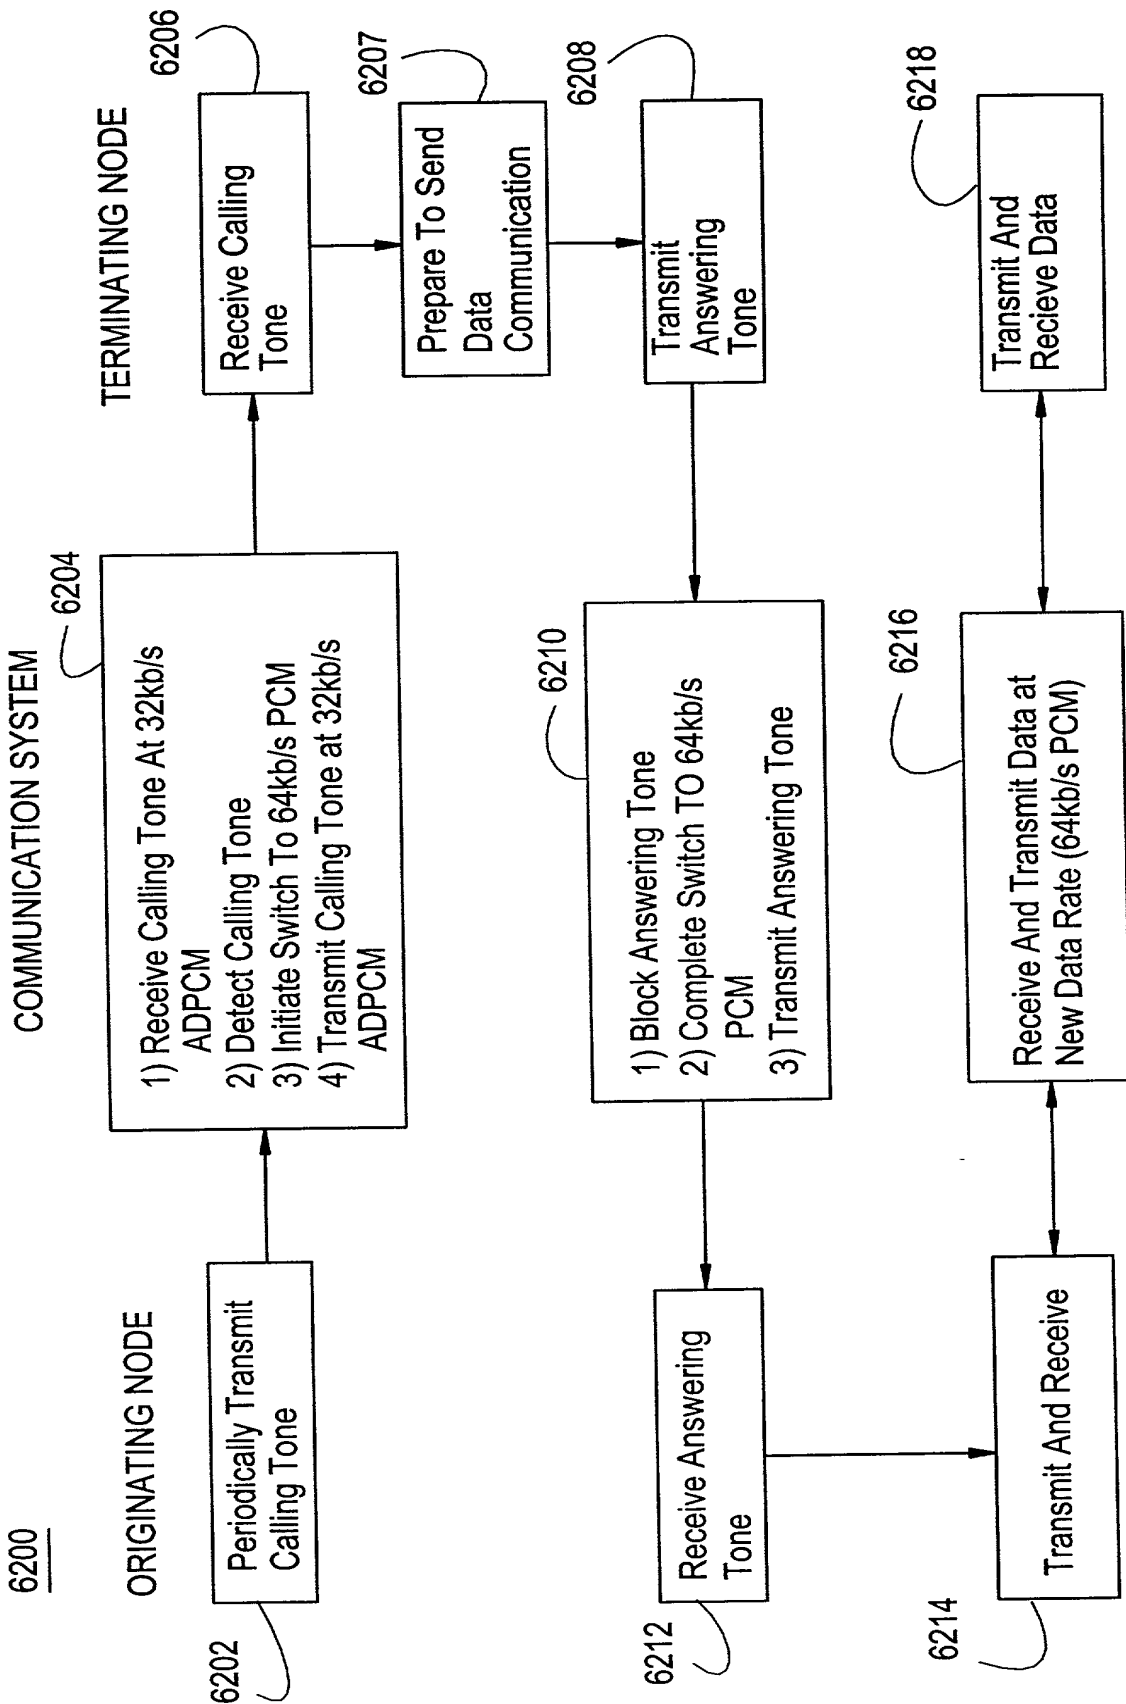 6200
ORIGINATING NODE
COMMUNICATION SYSTEM
TERMINATING NODE
6202
Periodically Transmit
Calling Tone
6204
1) Receive Calling Tone At 32kb/s
ADPCM
2) Detect Calling Tone
3) Initiate Switch To 64kb/s PCM
4) Transmit Calling Tone at 32kb/s
ADPCM
6206
Receive Calling
Tone
6207
Prepare To Send
Data
Communication
6208
Transmit
Answering
Tone
6210
1) Block Answering Tone
2) Complete Switch TO 64kb/s
PCM
3) Transmit Answering Tone
6212
Receive Answering
Tone
6214
Transmit And Receive
6216
Receive And Transmit Data at
New Data Rate (64kb/s PCM)
6218
Transmit And
Recieve Data